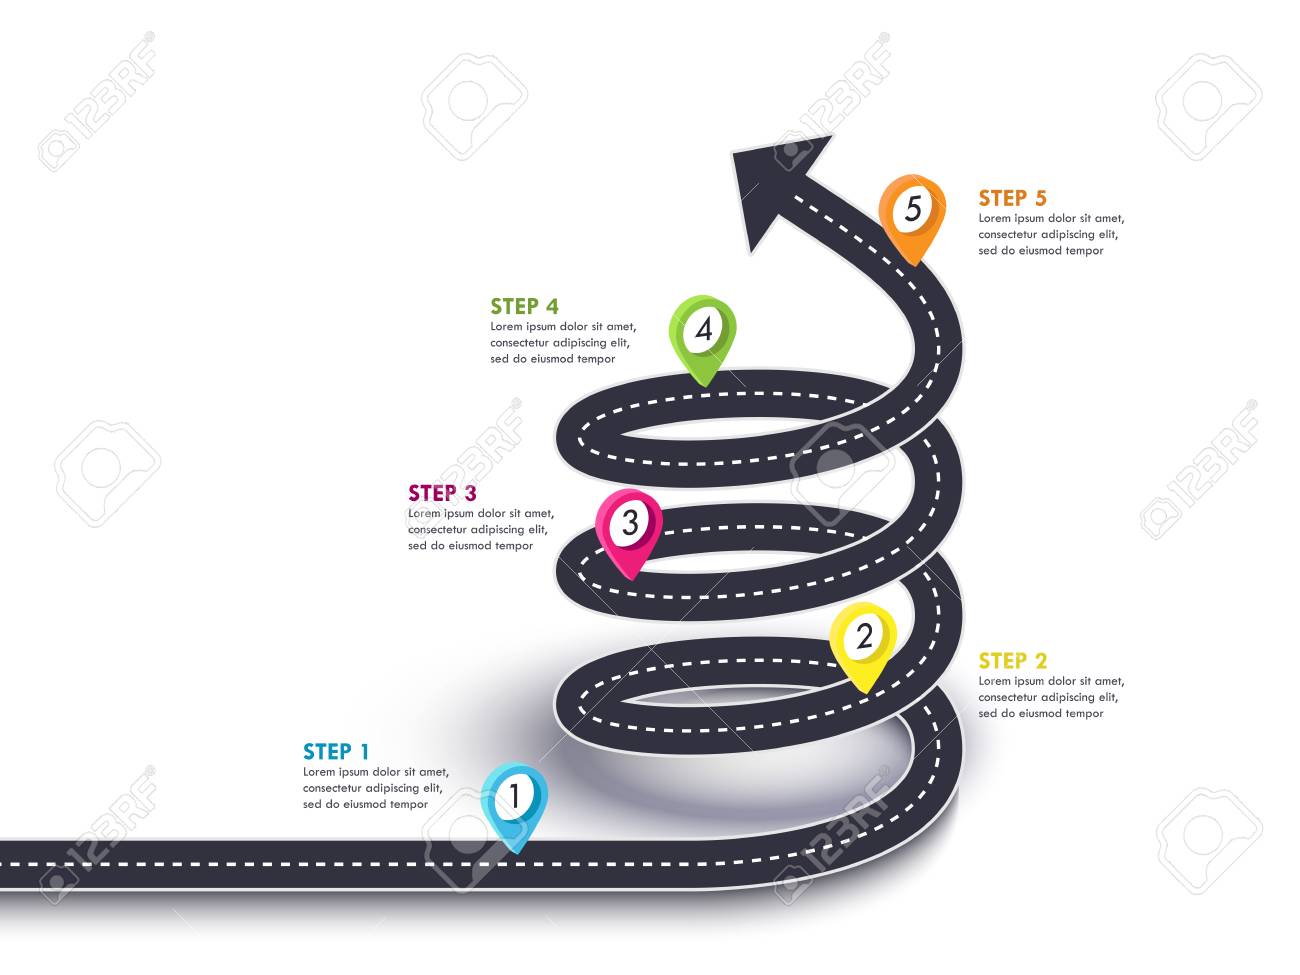 STEP 5
Lorem ipsum dolor sit amet,
consectetur adipiscing elit,
sed do eiusmod tempor
5
STEP 4
Lorem ipsum dolor sit amet,
consectetur adipiscing elit,
sed do eiusmod tempor
4
STEP 3
Lorem ipsum dolor sit amet,
consectetur adipiscing elit,
sed do eiusmod tempor
3
2
STEP 2
Lorem ipsum dolor sit amet,
consectetur adipiscing elit,
sed do eiusmod tempor
STEP 1
Lorem ipsum dolor sit amet,
consectetur adipiscing elit,
sed do eiusmod tempor
1
123RF
123RF
123RF
123RF
123RF
123RF